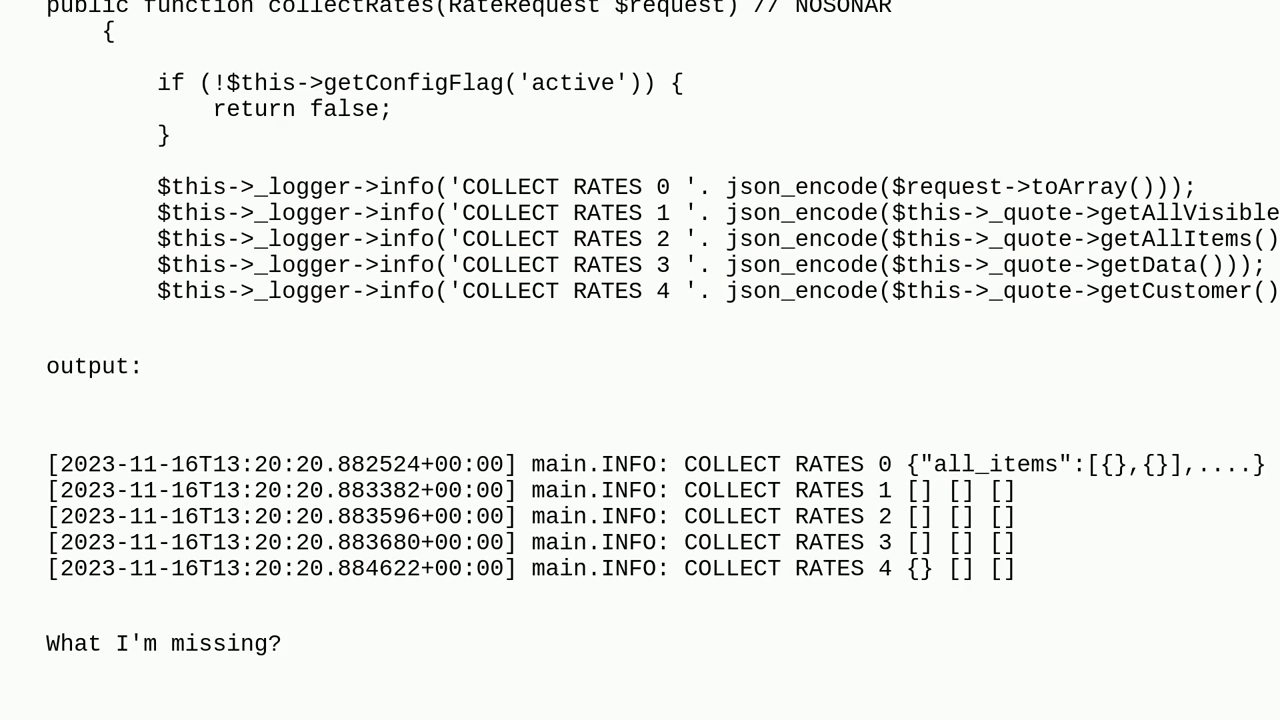 public function collectRates(RateRequest $request) // NOSONAR
{
if (!$this->getConfigFlag('active')) {
return false;
}
$this->_logger->info('COLLECT RATES 0 '. json_encode($request->toArray()));
$this->_logger->info('COLLECT RATES 1 '. json_encode($this->_quote->getAllVisible
$this->_logger->info('COLLECT RATES 2 '. json_encode($this->_quote->getAllItems()
$this->_logger->info('COLLECT RATES 3 '. json_encode($this->_quote->getData()));
$this->_logger->info('COLLECT RATES 4 '. json_encode($this->_quote->getCustomer()
output:
[2023-11-16T13:20:20.882524+00:00] main.INFO: COLLECT RATES 0 {"all_items":[{},{}],....}
[2023-11-16T13:20:20.883382+00:00] main.INFO: COLLECT RATES 1 [] [] []
[2023-11-16T13:20:20.883596+00:00] main.INFO: COLLECT RATES 2 [] [] []
[2023-11-16T13:20:20.883680+00:00] main.INFO: COLLECT RATES 3 [] [] []
[2023-11-16T13:20:20.884622+00:00] main.INFO: COLLECT RATES 4 {} [] []
What I'm missing?